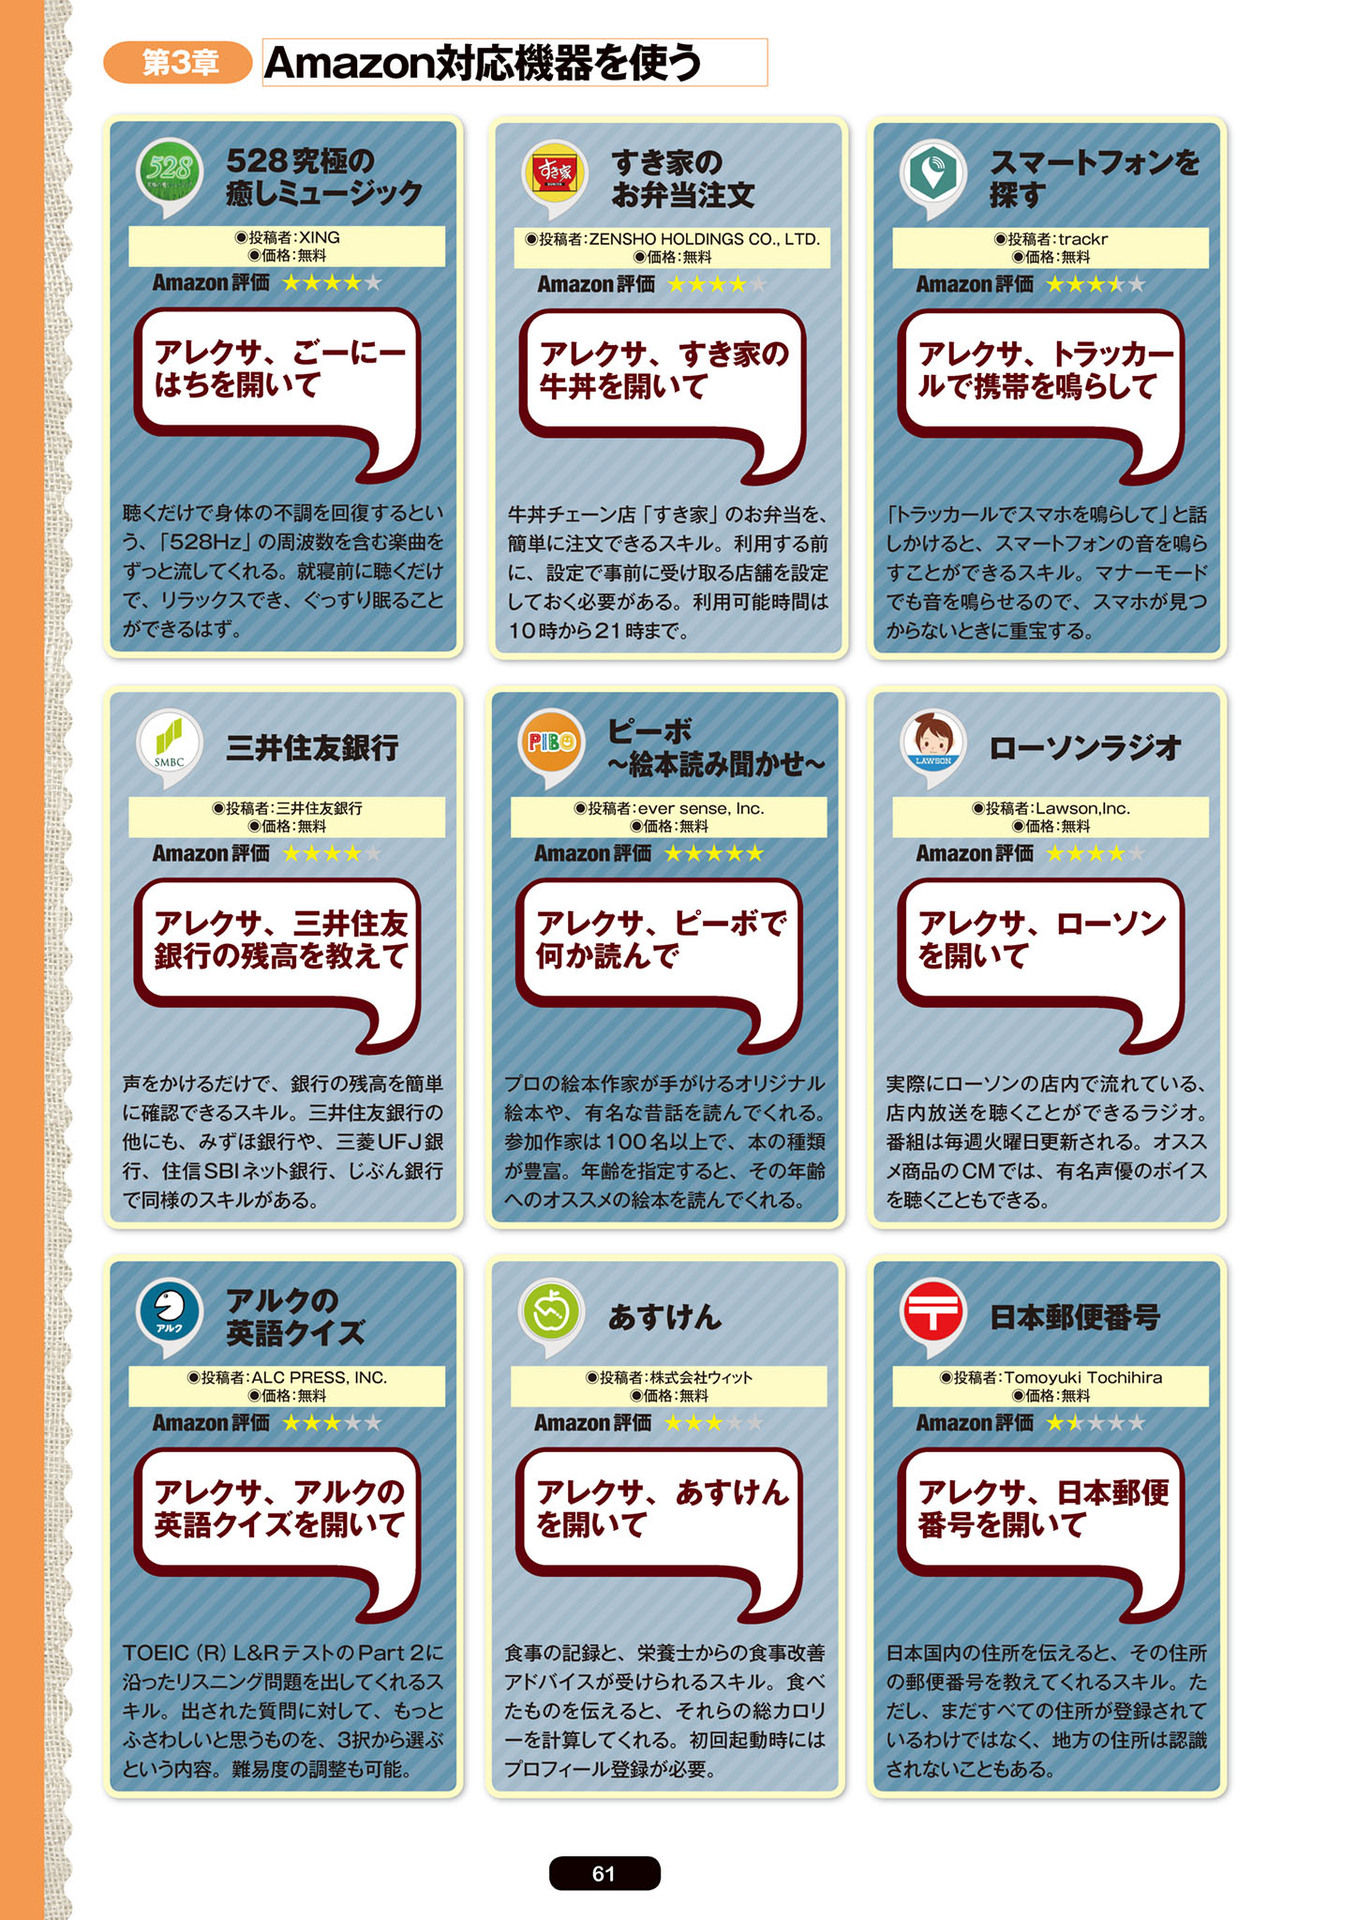 第3章
Amazon対応機器を使う
528
528究極の
癒しミュージック
◉投稿者：XING
◉価格：無料
Amazon評価 ★★★★★
アレクサ、ごーにー
はちを開いて
聴くだけで身体の不調を回復するとい
う、「528Hz」の周波数を含む楽曲を
ずっと流してくれる。就寝前に聴くだけ
で、リラックスでき、ぐっすり眠ること
ができるはず。
すき家
すき家の
お弁当注文
◉投稿者：ZENSHO HOLDINGS CO., LTD.
◉価格：無料
Amazon評価 ★★★★★
アレクサ、すき家の
牛丼を開いて
牛丼チェーン店「すき家」のお弁当を、
簡単に注文できるスキル。利用する前
に、設定で事前に受け取る店舗を設定
しておく必要がある。利用可能時間は
10時から21時まで。
スマートフォンを
探す
◉投稿者：trackr
◉価格：無料
Amazon評価 ★★★★★
アレクサ、トラッカー
ルで携帯を鳴らして
「トラッカールでスマホを鳴らして」と話
しかけると、スマートフォンの音を鳴ら
すことができるスキル。マナーモード
でも音を鳴らせるので、スマホが見つ
からないときに重宝する。
SMBC
三井住友銀行
◉投稿者：三井住友銀行
◉価格：無料
Amazon評価 ★★★★★
アレクサ、三井住友
銀行の残高を教えて
声をかけるだけで、銀行の残高を簡単
に確認できるスキル。三井住友銀行の
他にも、みずほ銀行や、三菱UFJ銀
行、住信SBIネット銀行、じぶん銀行
で同様のスキルがある。
PIBO
ピーボ
～絵本読み聞かせ～
◉投稿者：ever sense, Inc.
◉価格：無料
Amazon評価 ★★★★★
アレクサ、ピーボで
何か読んで
プロの絵本作家が手がけるオリジナル
絵本や、有名な昔話を読んでくれる。
参加作家は100名以上で、本の種類
が豊富。年齢を指定すると、その年齢
へのオススメの絵本を読んでくれる。
LAWSON
ローソンラジオ
◉投稿者：Lawson,Inc.
◉価格：無料
Amazon評価 ★★★★★
アレクサ、ローソン
を開いて
実際にローソンの店内で流れている、
店内放送を聴くことができるラジオ。
番組は毎週火曜日更新される。オスス
メ商品のCMでは、有名声優のボイス
を聴くこともできる。
アルク
アルクの
英語クイズ
◉投稿者：ALC PRESS, INC.
◉価格：無料
Amazon評価 ★★★★★
アレクサ、アルクの
英語クイズを開いて
TOEIC（R）L&RテストのPart 2に
沿ったリスニング問題を出してくれるス
キル。出された質問に対して、もっと
ふさわしいと思うものを、3択から選ぶ
という内容。難易度の調整も可能。
あすけん
◉投稿者：株式会社ウィット
◉価格：無料
Amazon評価 ★★★★★
アレクサ、あすけん
を開いて
食事の記録と、栄養士からの食事改善
アドバイスが受けられるスキル。食べ
たものを伝えると、それらの総カロリ
ーを計算してくれる。初回起動時には
プロフィール登録が必要。
日本郵便番号
◉投稿者：Tomoyuki Tochihira
◉価格：無料
Amazon評価 ★★★★★
アレクサ、日本郵便
番号を開いて
日本国内の住所を伝えると、その住所
の郵便番号を教えてくれるスキル。た
だし、まだすべての住所が登録されて
いるわけではなく、地方の住所は認識
されないこともある。
61